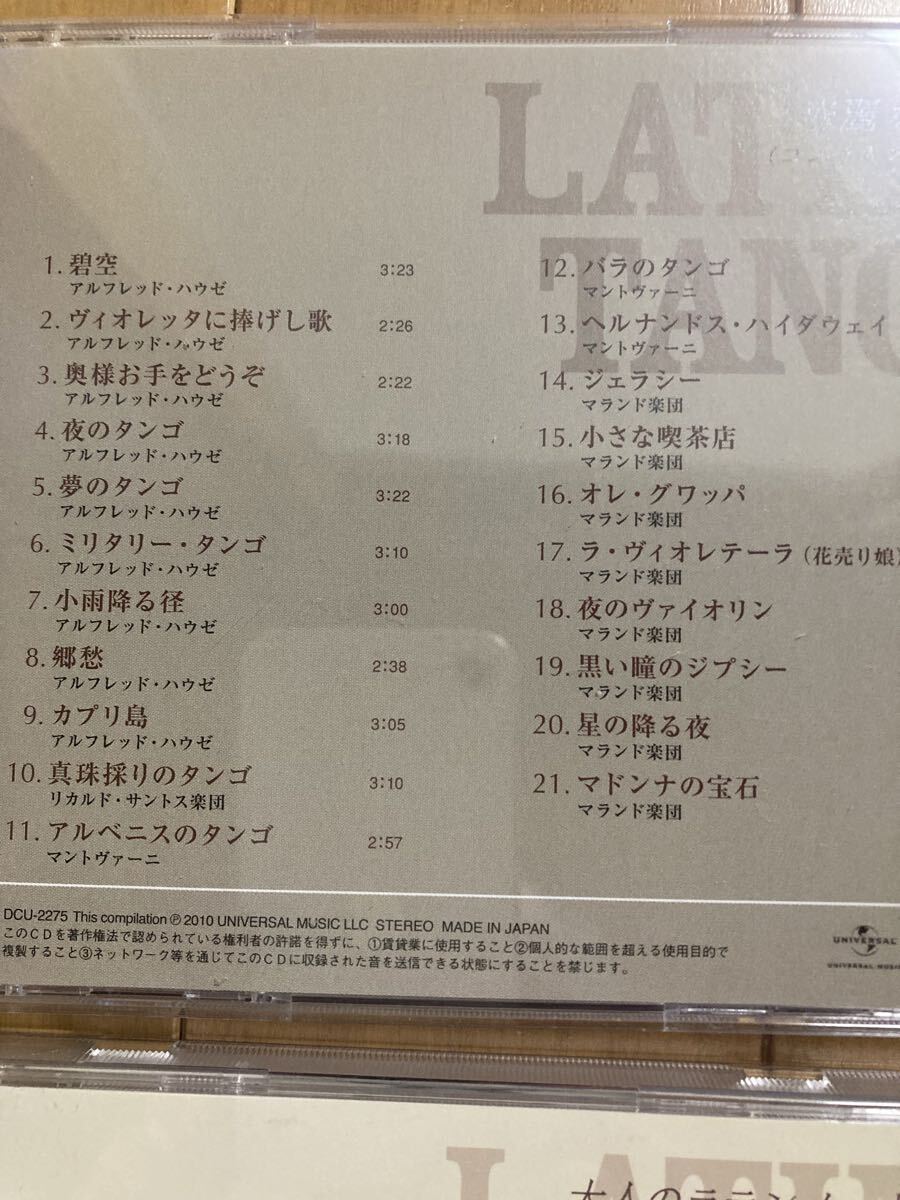 LAT
TAN
1. 碧空 3:23
アルフレッド・ハウゼ
2. ヴィオレッタに捧げし歌 2:26
アルフレッド・ハウゼ
3. 奥様お手をどうぞ 2:22
アルフレッド・ハウゼ
4. 夜のタンゴ 3:18
アルフレッド・ハウゼ
5. 夢のタンゴ 3:22
アルフレッド・ハウゼ
6. ミリタリー・タンゴ 3:10
アルフレッド・ハウゼ
7. 小雨降る径 3:00
アルフレッド・ハウゼ
8. 郷愁 2:38
アルフレッド・ハウゼ
9. カプリ島 3:05
アルフレッド・ハウゼ
10. 真珠採りのタンゴ 3:10
リカルド・サントス楽団
11. アルベニスのタンゴ 2:57
マントヴァーニ
12. バラのタンゴ
マントヴァーニ
13. ヘルナンドス・ハイダウェイ
マントヴァーニ
14. ジェラシー
マランド楽団
15. 小さな喫茶店
マランド楽団
16. オレ・グワッパ
マランド楽団
17. ラ・ヴィオレテーラ（花売り娘）
マランド楽団
18. 夜のヴァイオリン
マランド楽団
19. 黒い瞳のジプシー
マランド楽団
20. 星の降る夜
マランド楽団
21. マドンナの宝石
マランド楽団
DCU-2275 This compilation ℗ 2010 UNIVERSAL MUSIC LLC STEREO MADE IN JAPAN
このCDを著作権法で認められている権利者の許諾を得ずに、①賃貸業に使用すること②個人的な範囲を超える使用目的で
複製すること③ネットワーク等を通じてこのCDに収録された音を送信できる状態にすることを禁じます。
UNIVERSAL
UNIVERSAL MUSIC